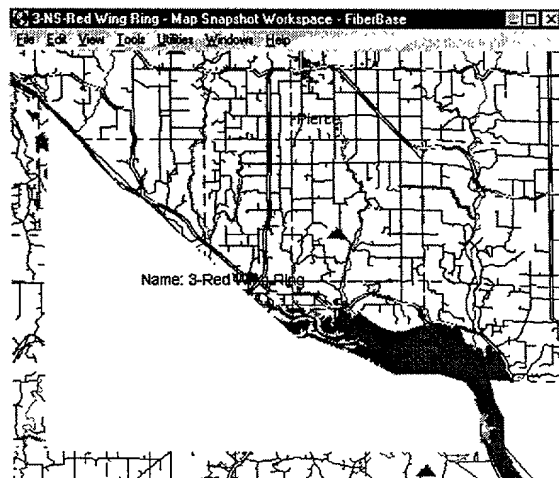 3-NS-Red Wing Ring - Map Snapshot Workspace - FiberBase
File Edit View Tools Utilities Windows Help
Pierce
Name: 3-Red Wing Ring